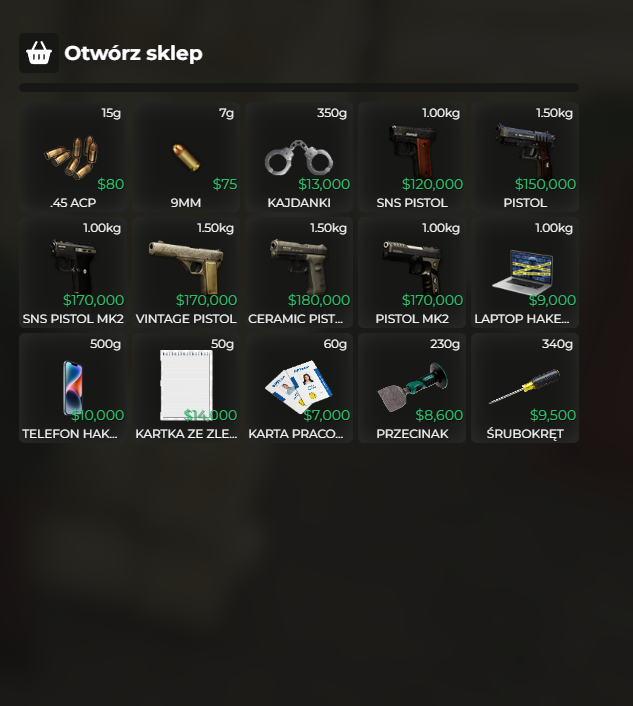 Otwórz sklep
15g
$80
.45 ACP
7g
$75
9MM
350g
$13,000
KAJDANKI
1.00kg
$120,000
SNS PISTOL
1.50kg
$150,000
PISTOL
1.00kg
$170,000
SNS PISTOL MK2
1.50kg
$170,000
VINTAGE PISTOL
1.50kg
$180,000
CERAMIC PIST...
1.00kg
$170,000
PISTOL MK2
1.00kg
$9,000
LAPTOP HAKE...
500g
$10,000
TELEFON HAK...
50g
$14,000
KARTKA ZE ZLE...
60g
$7,000
KARTA PRACO...
230g
$8,600
PRZECINAK
340g
$9,500
ŚRUBOKRĘT